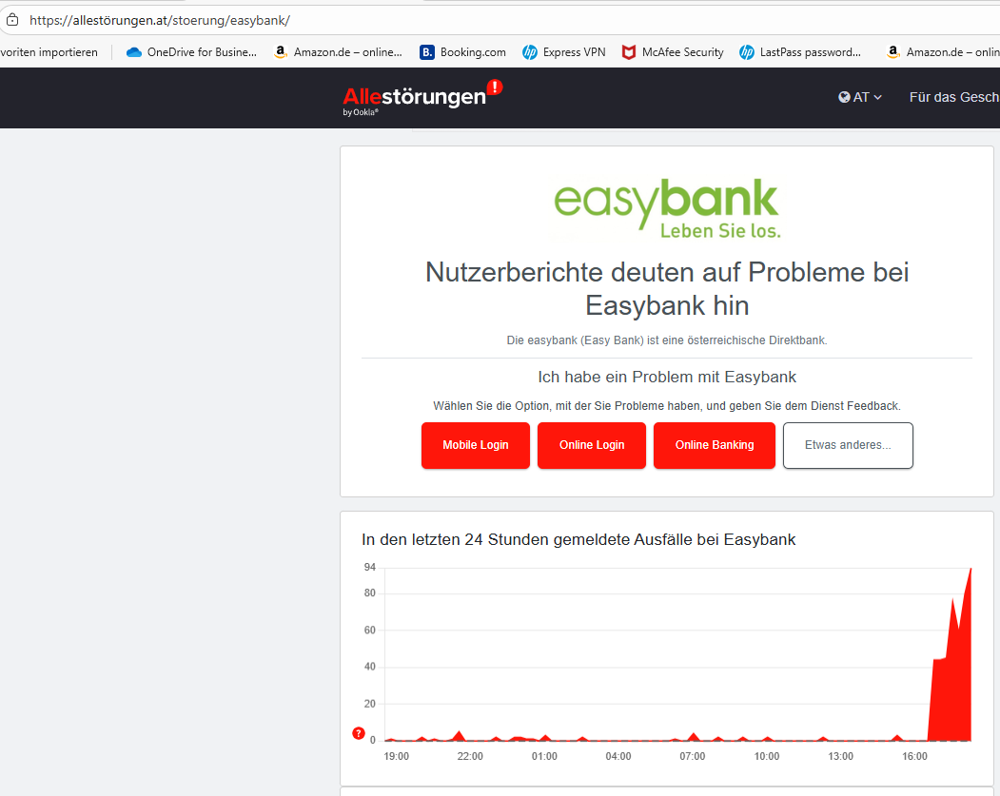 https://allestörungen.at/stoerung/easybank/
voriten importieren OneDrive for Busine... Amazon.de – online... Booking.com Express VPN McAfee Security LastPass password... Amazon.de – onlin
Allestörungen!
by Ookla®
AT Für das Gesch
easybank
Leben Sie los.
Nutzerberichte deuten auf Probleme bei
Easybank hin
Die easybank (Easy Bank) ist eine österreichische Direktbank.
Ich habe ein Problem mit Easybank
Wählen Sie die Option, mit der Sie Probleme haben, und geben Sie dem Dienst Feedback.
Mobile Login Online Login Online Banking Etwas anderes...
In den letzten 24 Stunden gemeldete Ausfälle bei Easybank
94
80
60
40
20
? 0
19:00 22:00 01:00 04:00 07:00 10:00 13:00 16:00